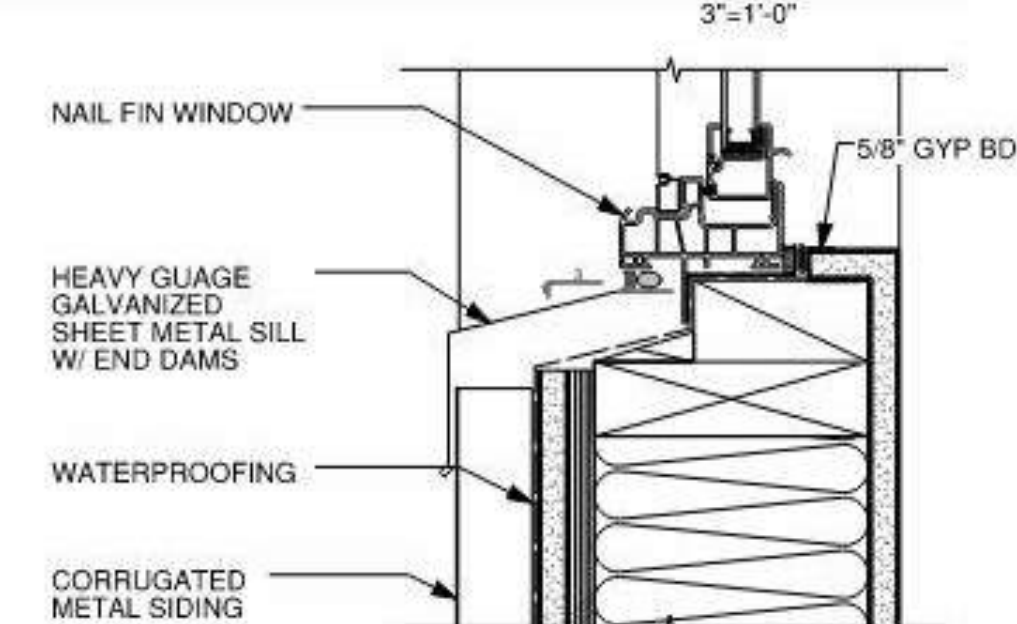 3"=1'-0"
NAIL FIN WINDOW
5/8" GYP BD
HEAVY GUAGE
GALVANIZED
SHEET METAL SILL
W/ END DAMS
WATERPROOFING
CORRUGATED
METAL SIDING